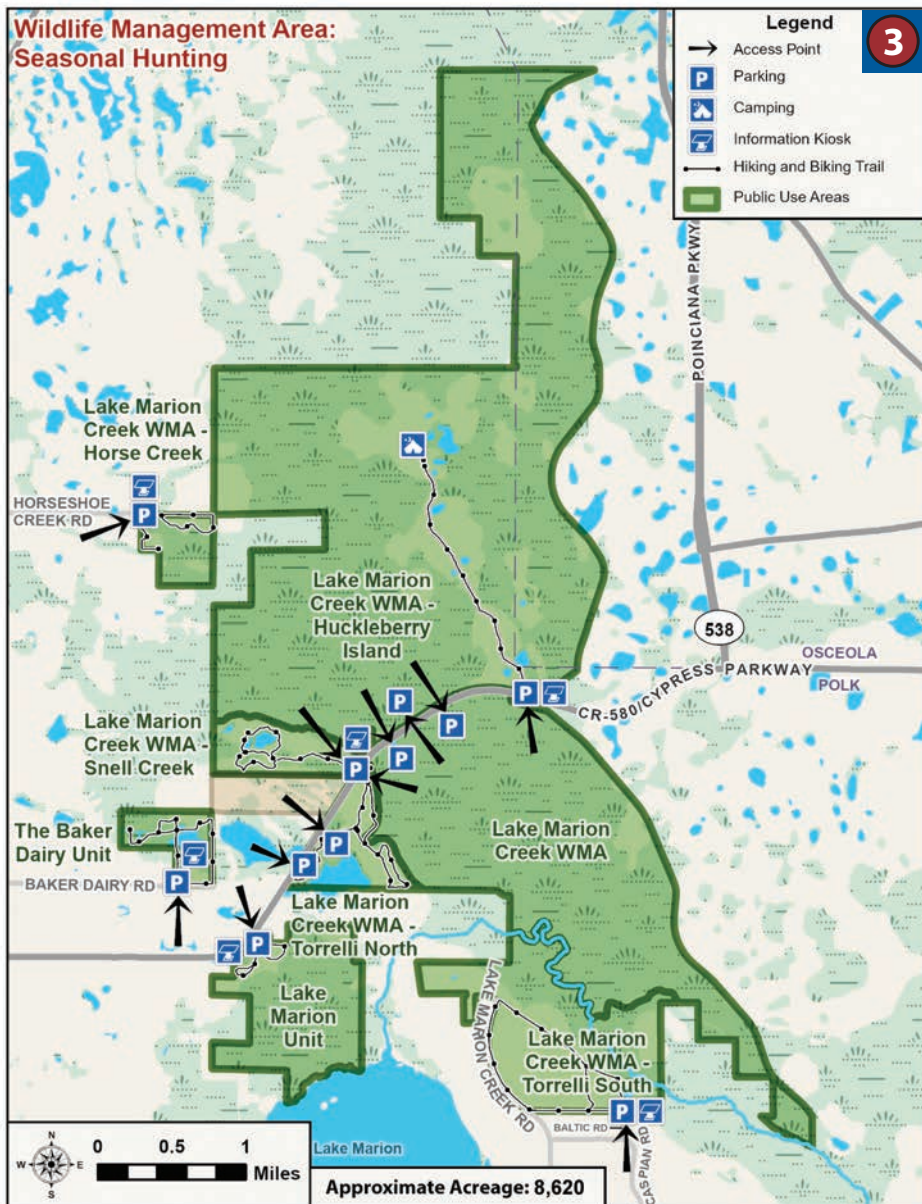 Wildlife Management Area:
Seasonal Hunting
Legend
3
Access Point
P
Parking
Camping
Information Kiosk
Hiking and Biking Trail
Public Use Areas
POINCIANA PKWY
Lake Marion
Creek WMA -
Horse Creek
HORSESHOE
CREEK RD
P
Lake Marion
Creek WMA -
Huckleberry
Island
538
OSCEOLA
POLK
CR-580/CYPRESS PARKWAY
P
P
P
P
P
Lake Marion
Creek WMA -
Snell Creek
The Baker
Dairy Unit
P
P
P
BAKER DAIRY RD
Lake Marion
Creek WMA
Lake Marion
Creek WMA -
Torrelli North
P
Lake
Marion
Unit
LAKE MARION CREEK RD
Lake Marion
Creek WMA -
Torrelli South
BALTIC RD
P
CASPIAN RD
Lake Marion
N
W
E
S
0 0.5 1
Miles
Approximate Acreage: 8,620